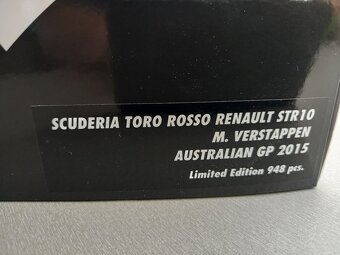 SCUDERIA TORO ROSSO RENAULT STR10
M. VERSTAPPEN
AUSTRALIAN GP 2015
Limited Edition 948 pcs.